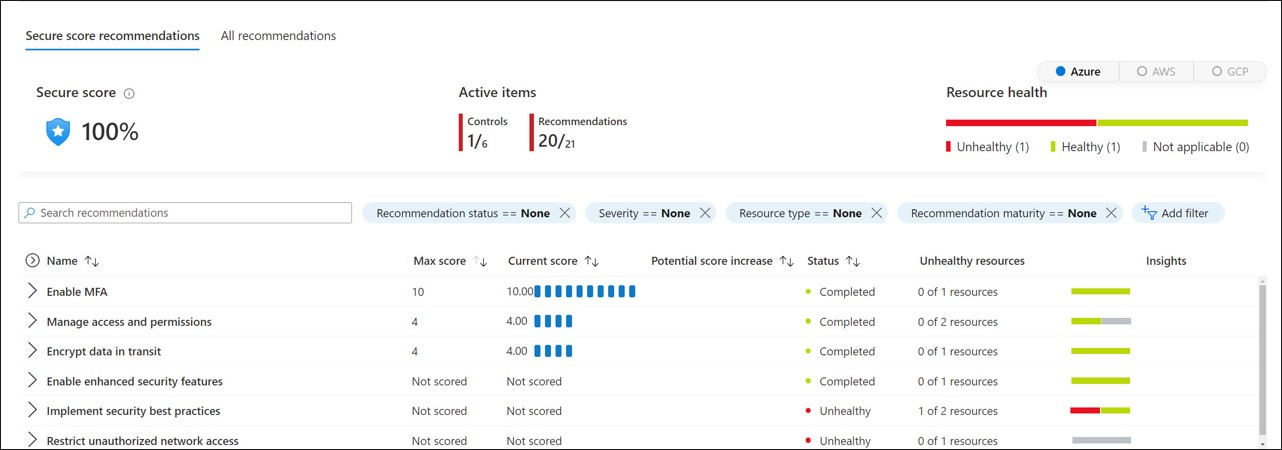 Secure score recommendations All recommendations
Azure AWS GCP
Secure score Active items Resource health
100%
Controls Recommendations
1/6 20/21
Unhealthy (1) Healthy (1) Not applicable (0)
Search recommendations Recommendation status == None Severity == None Resource type == None Recommendation maturity == None Add filter
Name Max score Current score Potential score increase Status Unhealthy resources Insights
Enable MFA 10 10.00 Completed 0 of 1 resources
Manage access and permissions 4 4.00 Completed 0 of 2 resources
Encrypt data in transit 4 4.00 Completed 0 of 1 resources
Enable enhanced security features Not scored Not scored Completed 0 of 1 resources
Implement security best practices Not scored Not scored Unhealthy 1 of 2 resources
Restrict unauthorized network access Not scored Not scored Unhealthy 0 of 1 resources